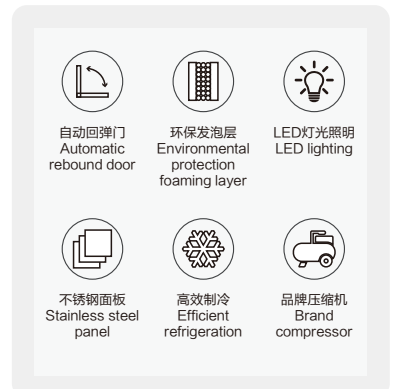 自动回弹门
Automatic
rebound door
环保发泡层
Environmental
protection
foaming layer
LED灯光照明
LED lighting
不锈钢面板
Stainless steel
panel
高效制冷
Efficient
refrigeration
品牌压缩机
Brand
compressor